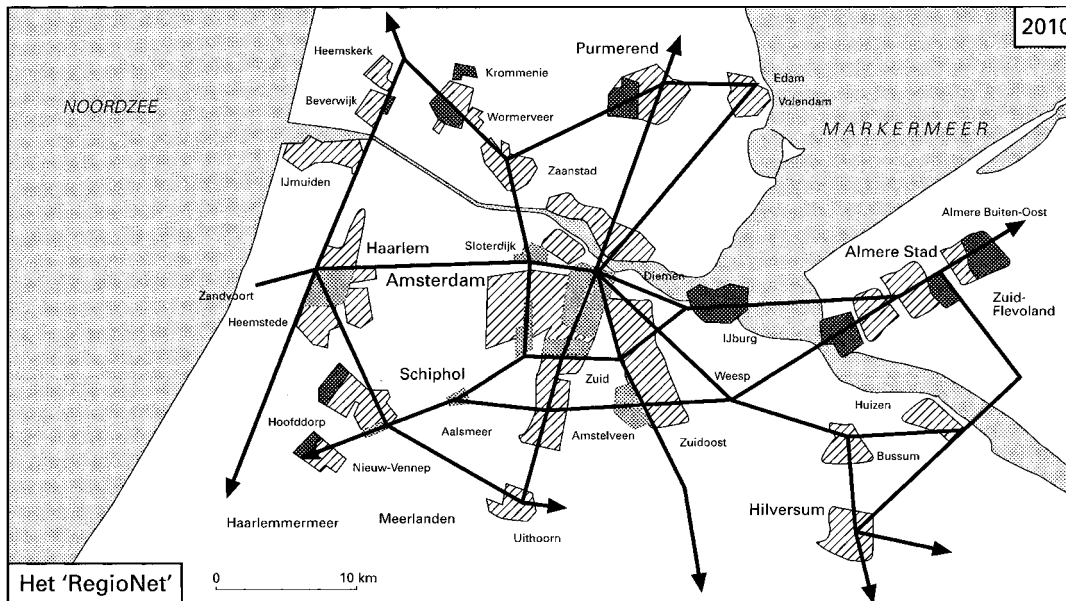 2010
Heemskerk
Purmerend
Krommenie
Edam
Beverwijk
NOORDZEE
Volendam
Wormerveer
MARKERMEER
Zaanstad
IJmuiden
Almere Buiten-Oost
Haarlem
Sloterdijk
Almere Stad
Amsterdam
Diemen
Zandvoort
Zuid-
Flevoland
Heemstede
IJburg
Schiphol
Zuid
Weesp
Huizen
Hoofddorp
Aalsmeer
Amstelveen
Zuidoost
Bussum
Nieuw-Vennep
Hilversum
Haarlemmermeer
Meerlanden
Uithoorn
Het 'RegioNet'
0
10 km